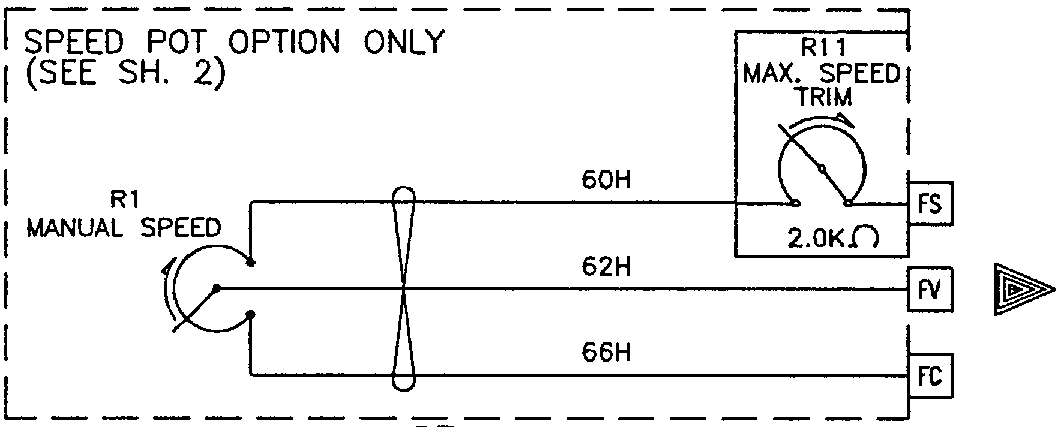 SPEED POT OPTION ONLY
(SEE SH. 2)
R11
MAX. SPEED
TRIM
60H
R1
MANUAL SPEED
FS
2.0KΩ
62H
FV
66H
FC